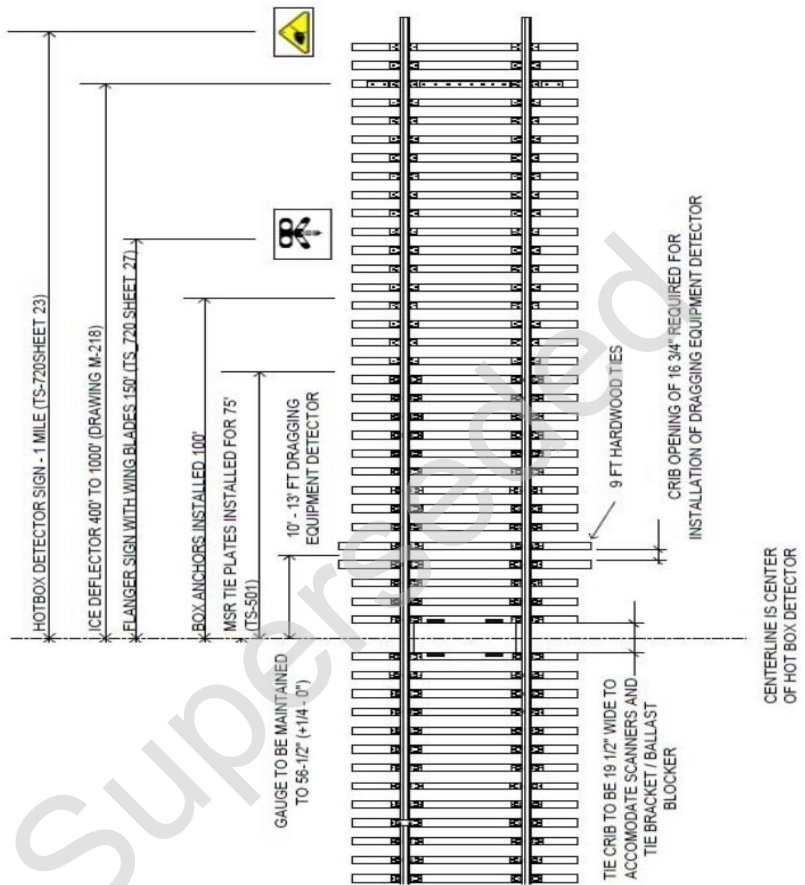 HOTBOX DETECTOR SIGN - 1 MILE (TS-720SHEET 23)
ICE DEFLECTOR 400' TO 1000' (DRAWING M-218)
FLANGER SIGN WITH WING BLADES 150' (TS_720 SHEET 27)
BOX ANCHORS INSTALLED 100'
MSR TIE PLATES INSTALLED FOR 75'
(TS-501)
10' - 13' FT DRAGGING
EQUIPMENT DETECTOR
GAUGE TO BE MAINTAINED
TO 56-1/2" (+1/4 - 0")
9 FT HARDWOOD TIES
CRIB OPENING OF 16 3/4" REQUIRED FOR
INSTALLATION OF DRAGGING EQUIPMENT DETECTOR
TIE CRIB TO BE 19 1/2" WIDE TO
ACCOMODATE SCANNERS AND
TIE BRACKET / BALLAST
BLOCKER
CENTERLINE IS CENTER
OF HOT BOX DETECTOR
Superseded